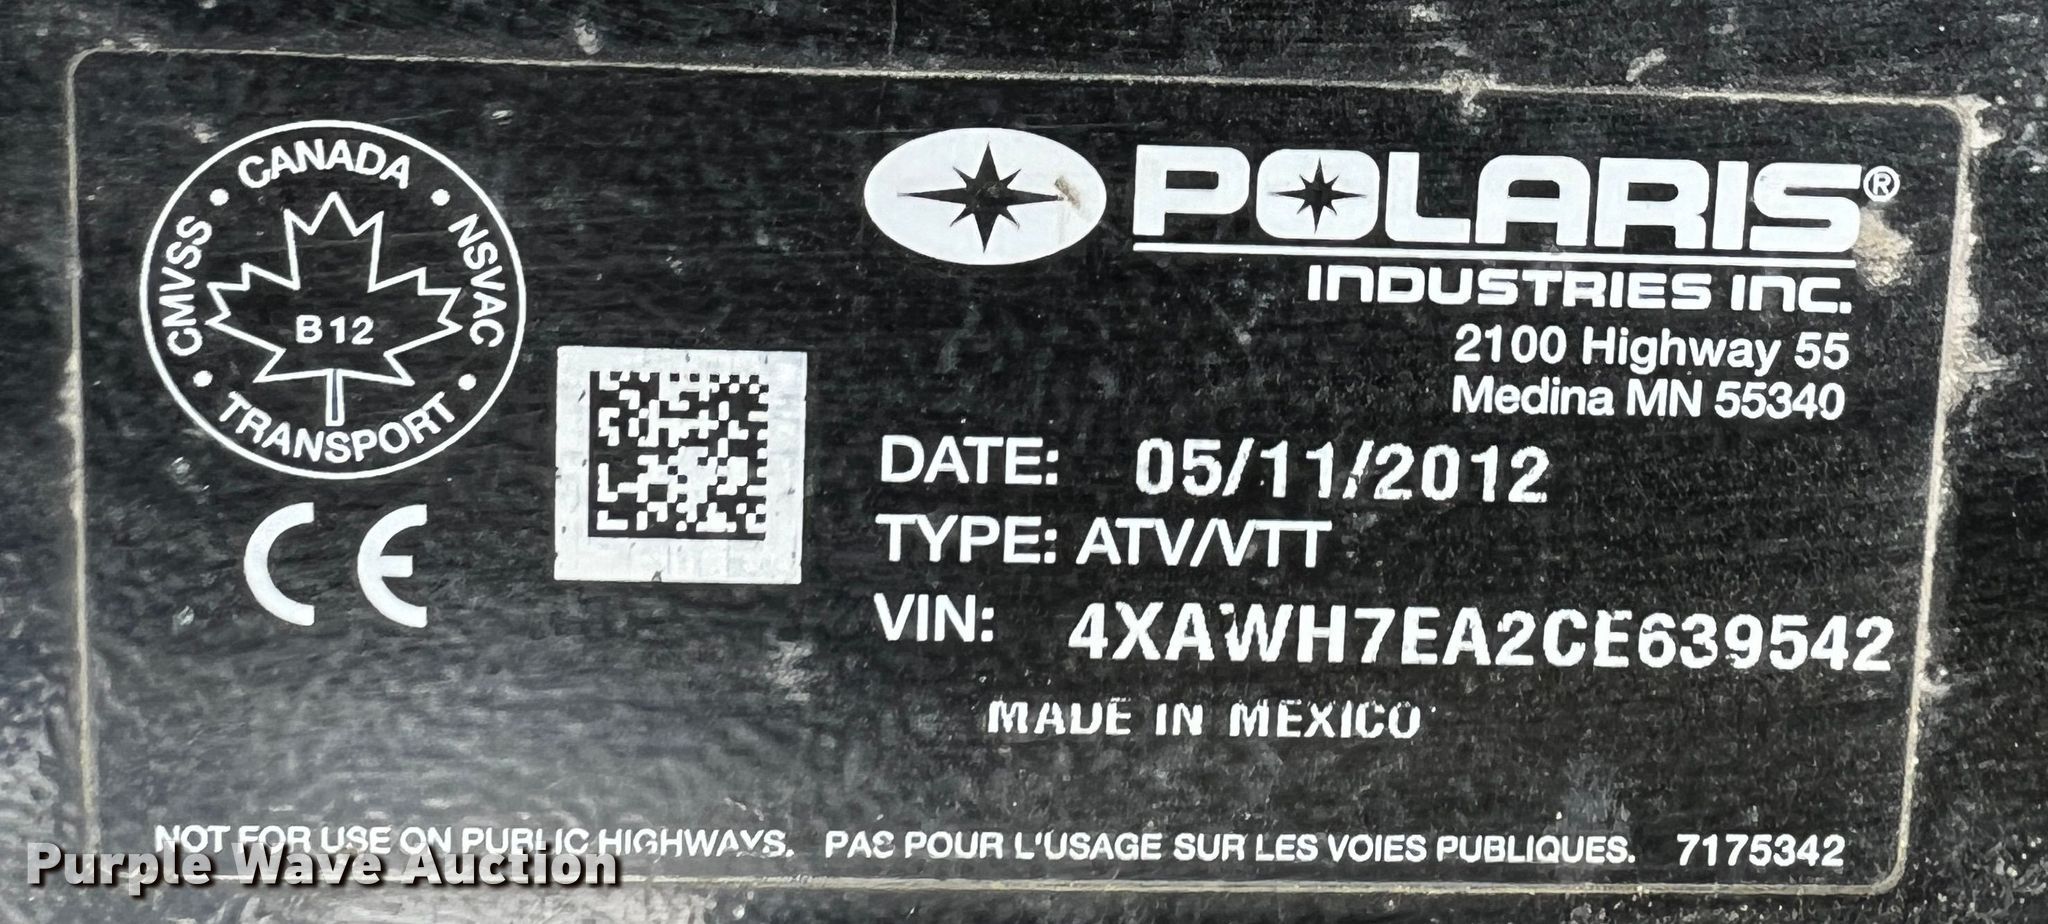 CANADA
CMVSS • • NSVAC
B 12
• TRANSPORT •
CE
POLARIS®
INDUSTRIES INC.
2100 Highway 55
Medina MN 55340
DATE: 05/11/2012
TYPE: ATV/VTT
VIN: 4XAWH7EA2CE639542
MADE IN MEXICO
NOT FOR USE ON PUBLIC HIGHWAYS. PAS POUR L'USAGE SUR LES VOIES PUBLIQUES. 7175342
Purple Wave Auction